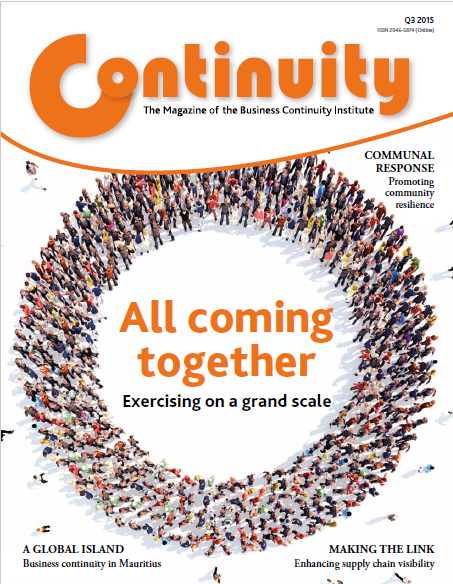 Q3 2015
ISSN 2046-5874 (Online)
Continuity
The Magazine of the Business Continuity Institute
COMMUNAL
RESPONSE
Promoting
community
resilience
All coming
together
Exercising on a grand scale
A GLOBAL ISLAND
Business continuity in Mauritius
MAKING THE LINK
Enhancing supply chain visibility